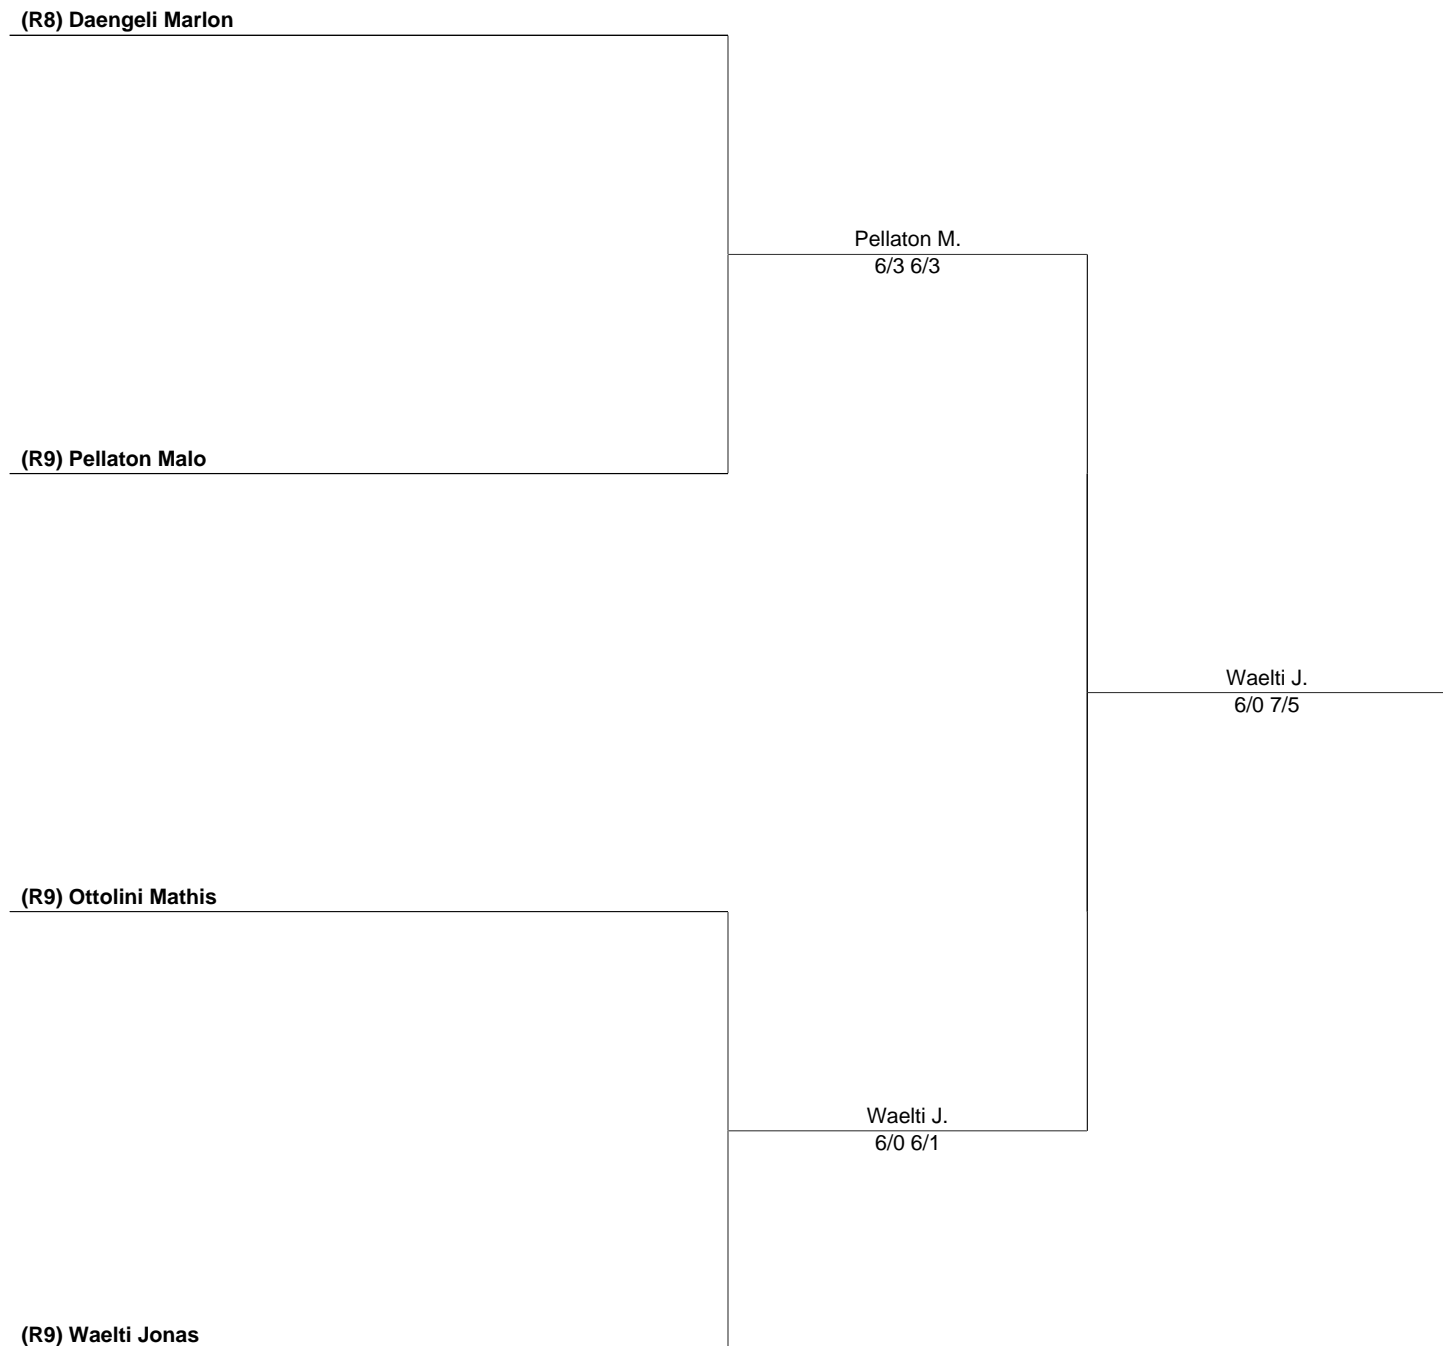 (R8) Daengeli Marlon
Pellaton M.
6/3 6/3
(R9) Pellaton Malo
Waelti J.
6/0 7/5
(R9) Ottolini Mathis
Waelti J.
6/0 6/1
(R9) Waelti Jonas